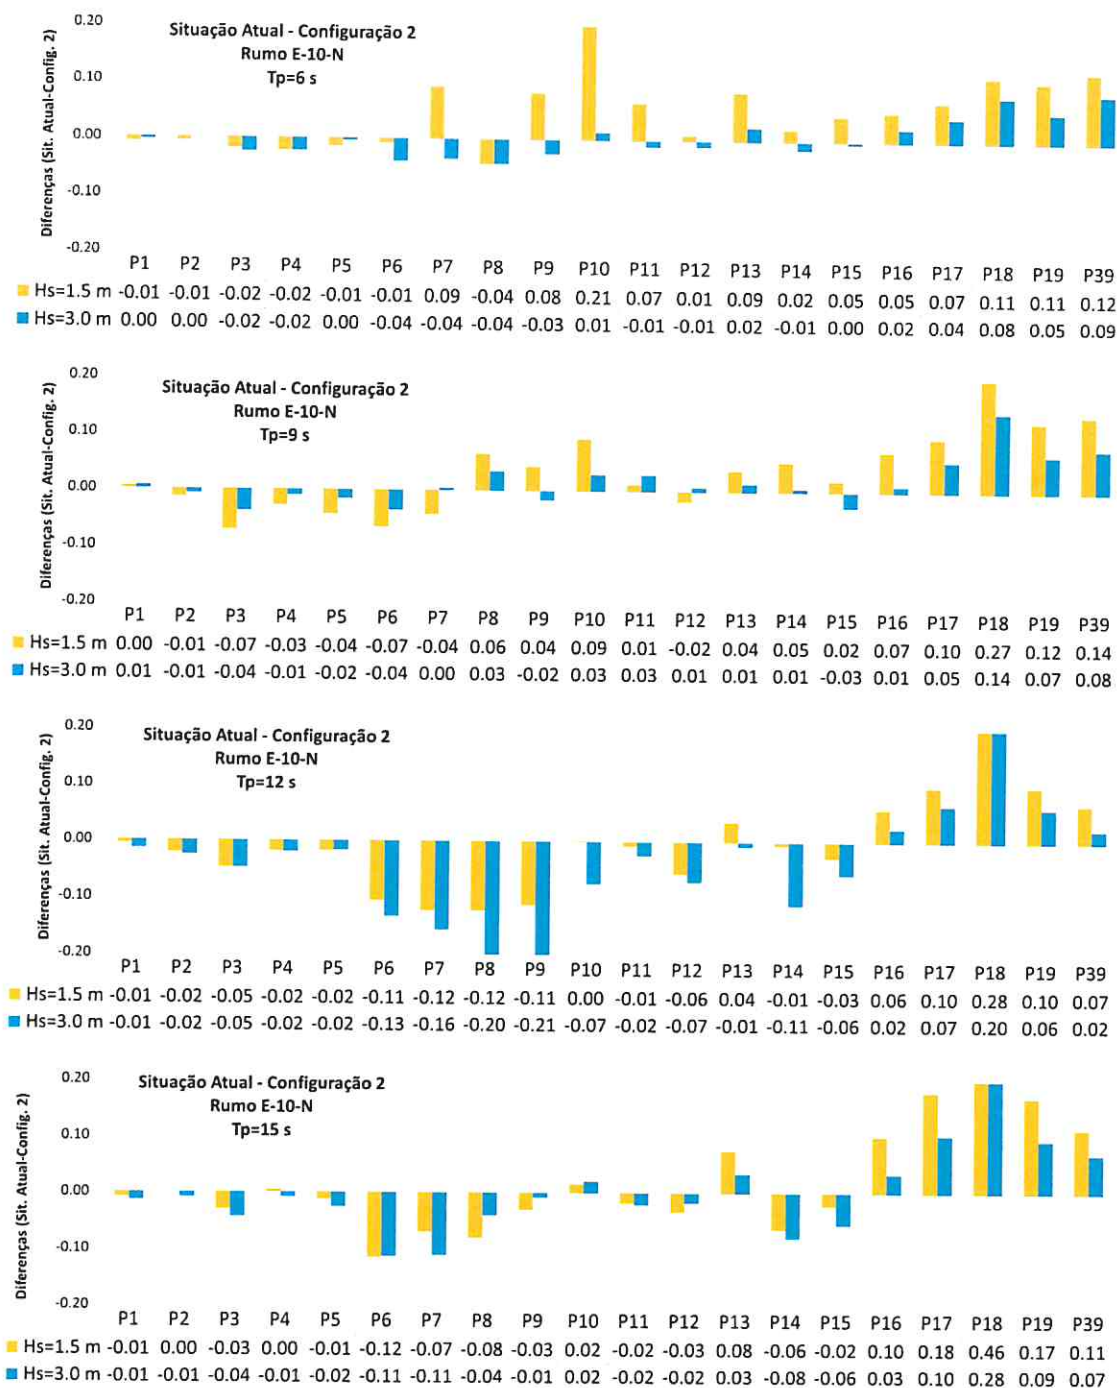 Situação Atual - Configuração 2
Rumo E-10-N
Tp=6 s
Diferenças (Sit. Atual-Config. 2)
0.20
0.10
0.00
-0.10
-0.20
P1 P2 P3 P4 P5 P6 P7 P8 P9 P10 P11 P12 P13 P14 P15 P16 P17 P18 P19 P39
Hs=1.5 m -0.01 -0.01 -0.02 -0.02 -0.01 -0.01 0.09 -0.04 0.08 0.21 0.07 0.01 0.09 0.02 0.05 0.05 0.07 0.11 0.11 0.12
Hs=3.0 m 0.00 0.00 -0.02 -0.02 0.00 -0.04 -0.04 -0.04 -0.03 0.01 -0.01 -0.01 0.02 -0.01 0.00 0.02 0.04 0.08 0.05 0.09
Situação Atual - Configuração 2
Rumo E-10-N
Tp=9 s
Diferenças (Sit. Atual-Config. 2)
0.20
0.10
0.00
-0.10
-0.20
P1 P2 P3 P4 P5 P6 P7 P8 P9 P10 P11 P12 P13 P14 P15 P16 P17 P18 P19 P39
Hs=1.5 m 0.00 -0.01 -0.07 -0.03 -0.04 -0.07 -0.04 0.06 0.04 0.09 0.01 -0.02 0.04 0.05 0.02 0.07 0.10 0.27 0.12 0.14
Hs=3.0 m 0.01 -0.01 -0.04 -0.01 -0.02 -0.04 0.00 0.03 -0.02 0.03 0.03 0.01 0.01 0.01 -0.03 0.01 0.05 0.14 0.07 0.08
Situação Atual - Configuração 2
Rumo E-10-N
Tp=12 s
Diferenças (Sit. Atual-Config. 2)
0.20
0.10
0.00
-0.10
-0.20
P1 P2 P3 P4 P5 P6 P7 P8 P9 P10 P11 P12 P13 P14 P15 P16 P17 P18 P19 P39
Hs=1.5 m -0.01 -0.02 -0.05 -0.02 -0.02 -0.11 -0.12 -0.12 -0.11 0.00 -0.01 -0.06 0.04 -0.01 -0.03 0.06 0.10 0.28 0.10 0.07
Hs=3.0 m -0.01 -0.02 -0.05 -0.02 -0.02 -0.13 -0.16 -0.20 -0.21 -0.07 -0.02 -0.07 -0.01 -0.11 -0.06 0.02 0.07 0.20 0.06 0.02
Situação Atual - Configuração 2
Rumo E-10-N
Tp=15 s
Diferenças (Sit. Atual-Config. 2)
0.20
0.10
0.00
-0.10
-0.20
P1 P2 P3 P4 P5 P6 P7 P8 P9 P10 P11 P12 P13 P14 P15 P16 P17 P18 P19 P39
Hs=1.5 m -0.01 0.00 -0.03 0.00 -0.01 -0.12 -0.07 -0.08 -0.03 0.02 -0.02 -0.03 0.08 -0.06 -0.02 0.10 0.18 0.46 0.17 0.11
Hs=3.0 m -0.01 -0.01 -0.04 -0.01 -0.02 -0.11 -0.11 -0.04 -0.01 0.02 -0.02 -0.02 0.03 -0.08 -0.06 0.03 0.10 0.28 0.09 0.07